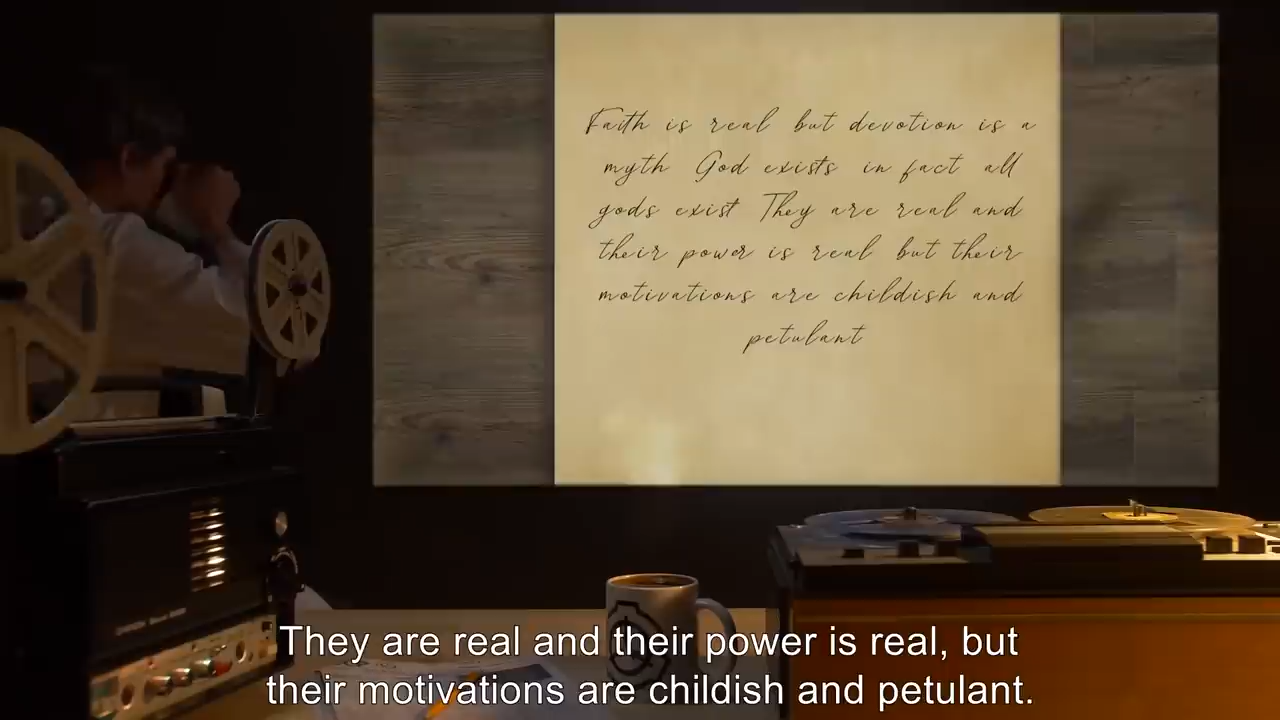 Faith is real but devotion is a
myth God exists in fact all
gods exist They are real and
their power is real but their
motivations are childish and
petulant
They are real and their power is real, but
their motivations are childish and petulant.